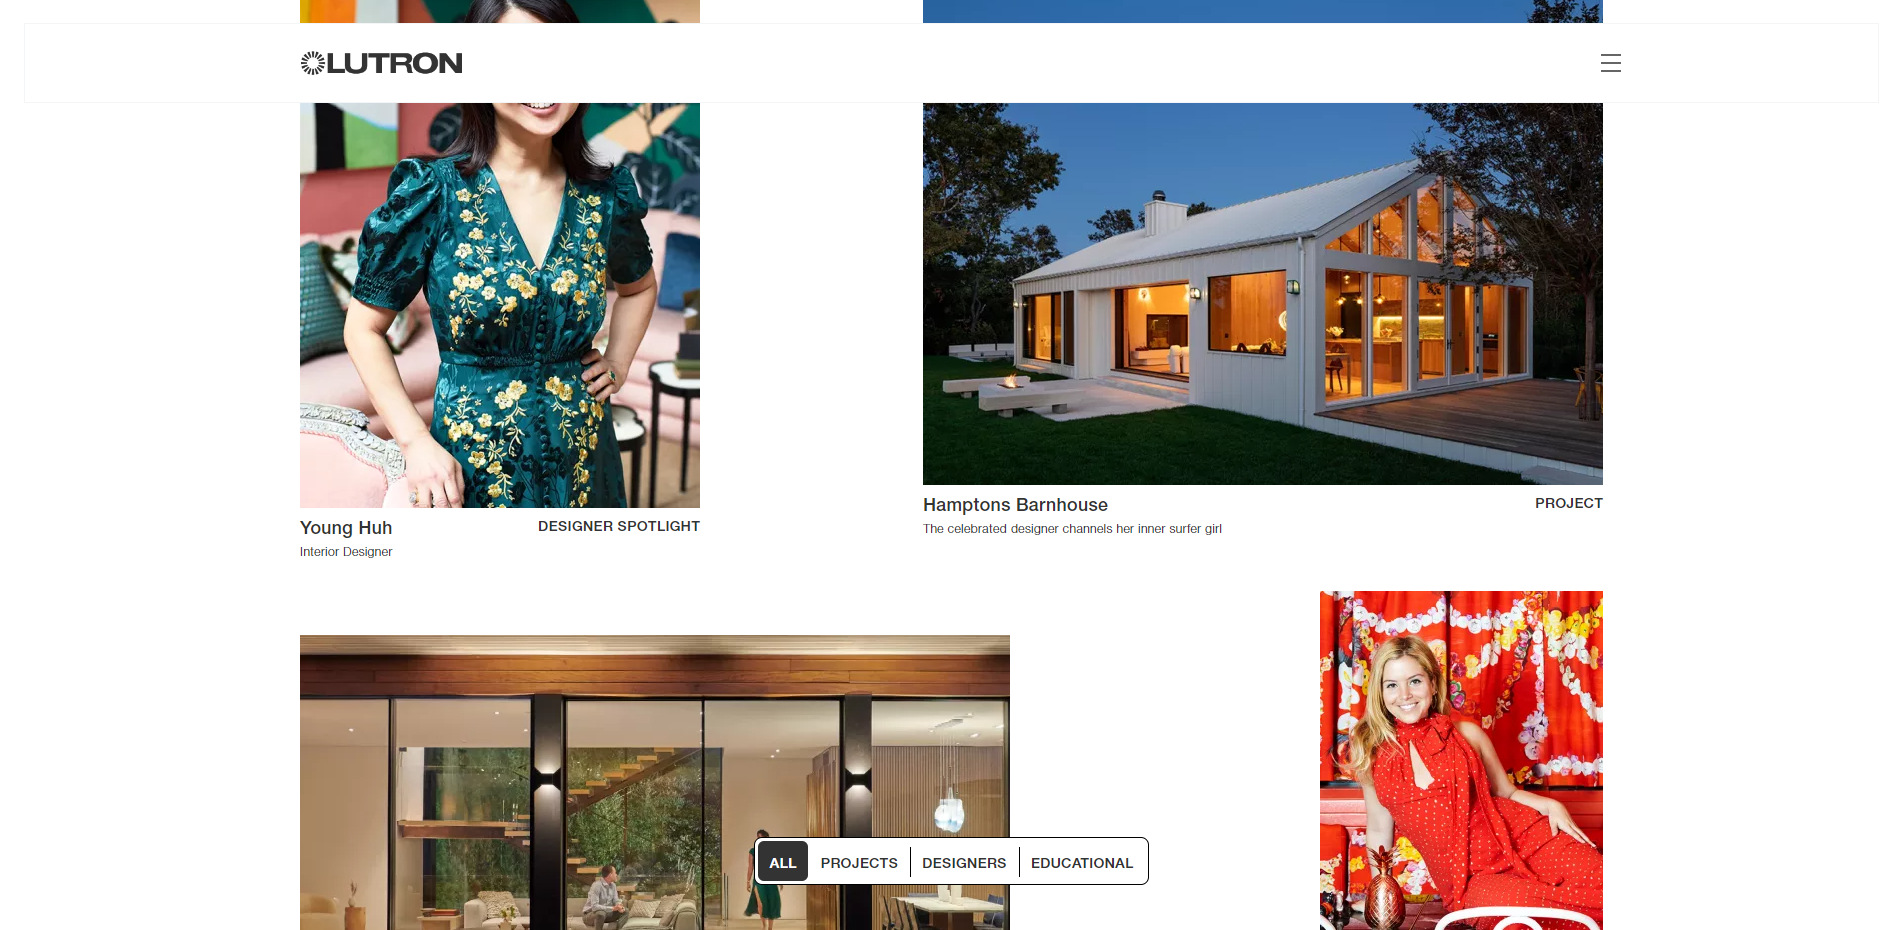 LUTRON
Young Huh
DESIGNER SPOTLIGHT
Interior Designer
Hamptons Barnhouse
PROJECT
The celebrated designer channels her inner surfer girl
ALL
PROJECTS
DESIGNERS
EDUCATIONAL